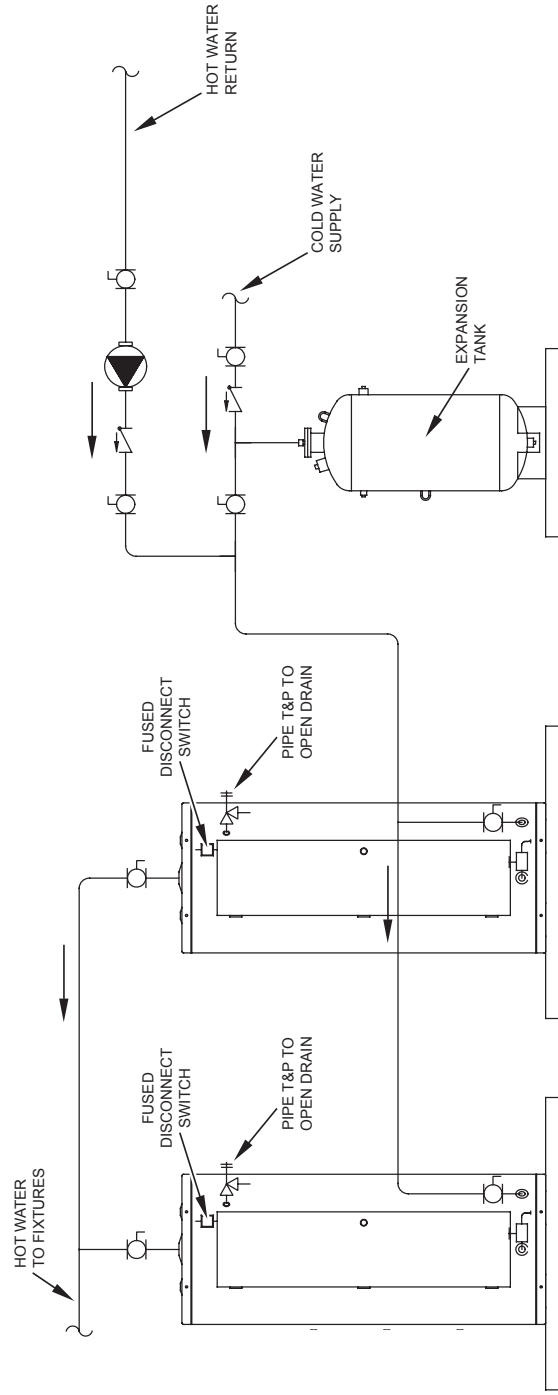 HOT WATER
TO FIXTURES
FUSED
DISCONNECT
SWITCH
PIPE T&P TO
OPEN DRAIN
FUSED
DISCONNECT
SWITCH
PIPE T&P TO
OPEN DRAIN
EXPANSION
TANK
COLD WATER
SUPPLY
HOT WATER
RETURN